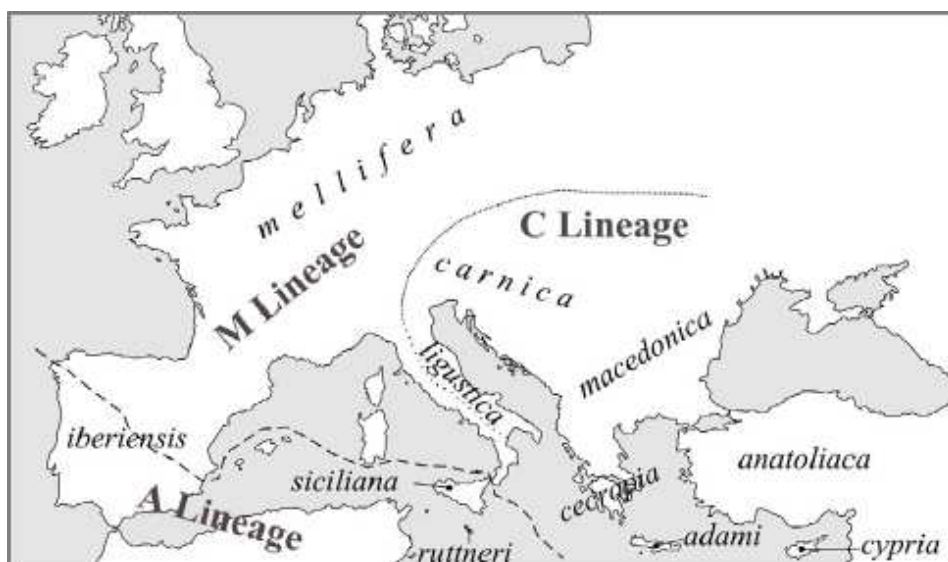 mellifera
C Lineage
M Lineage
carnica
macedonica
ligustica
iberiensis
anatoliaca
siciliana
cecropia
A Lineage
ruttneri
adami
cypria